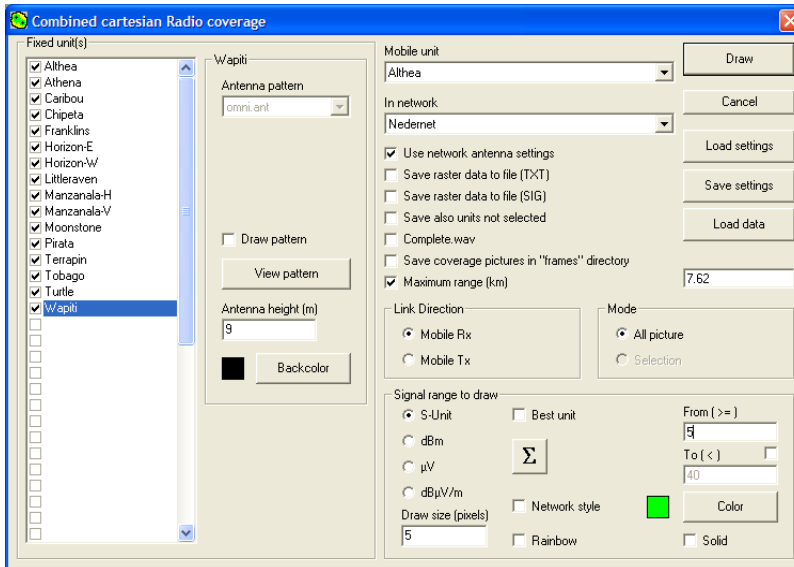 Combined cartesian Radio coverage
Fixed unit(s)
Althea
Athena
Caribou
Chipeta
Franklins
Horizon-E
Horizon-W
Littleraven
Manzanala-H
Manzanala-V
Moonstone
Pirata
Terrapin
Tobago
Turtle
Wapiti
Wapiti
Antenna pattern
omni.ant
Draw pattern
View pattern
Antenna height (m)
9
Backcolor
Mobile unit
Althea
In network
Nedernet
Use network antenna settings
Save raster data to file (TXT)
Save raster data to file (SIG)
Save also units not selected
Complete.wav
Save coverage pictures in "frames" directory
Maximum range (km)
7.62
Draw
Cancel
Load settings
Save settings
Load data
Link Direction
Mobile Rx
Mobile Tx
Mode
All picture
Selection
Signal range to draw
S-Unit
dBm
µV
dBµV/m
Draw size (pixels)
5
Best unit
Σ
Network style
Rainbow
From ( >= )
5
To ( < )
40
Color
Solid